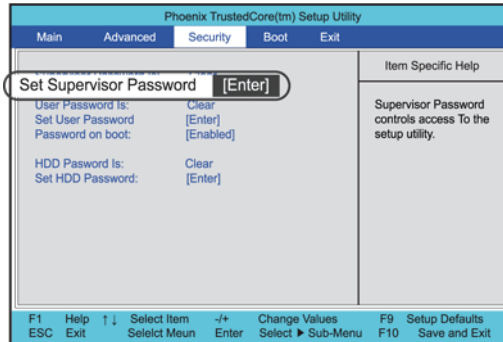 Phoenix TrustedCore(tm) Setup Utility
Main Advanced Security Boot Exit
Item Specific Help
Set Supervisor Password [Enter]
User Password Is: Clear
Set User Password [Enter]
Password on boot: [Enabled]
HDD Pasword Is: Clear
Set HDD Password: [Enter]
Supervisor Password
controls access To the
setup utility.
F1 Help ↑↓ Select Item -/+ Change Values F9 Setup Defaults
ESC Exit Selelct Meun Enter Select ▶ Sub-Menu F10 Save and Exit